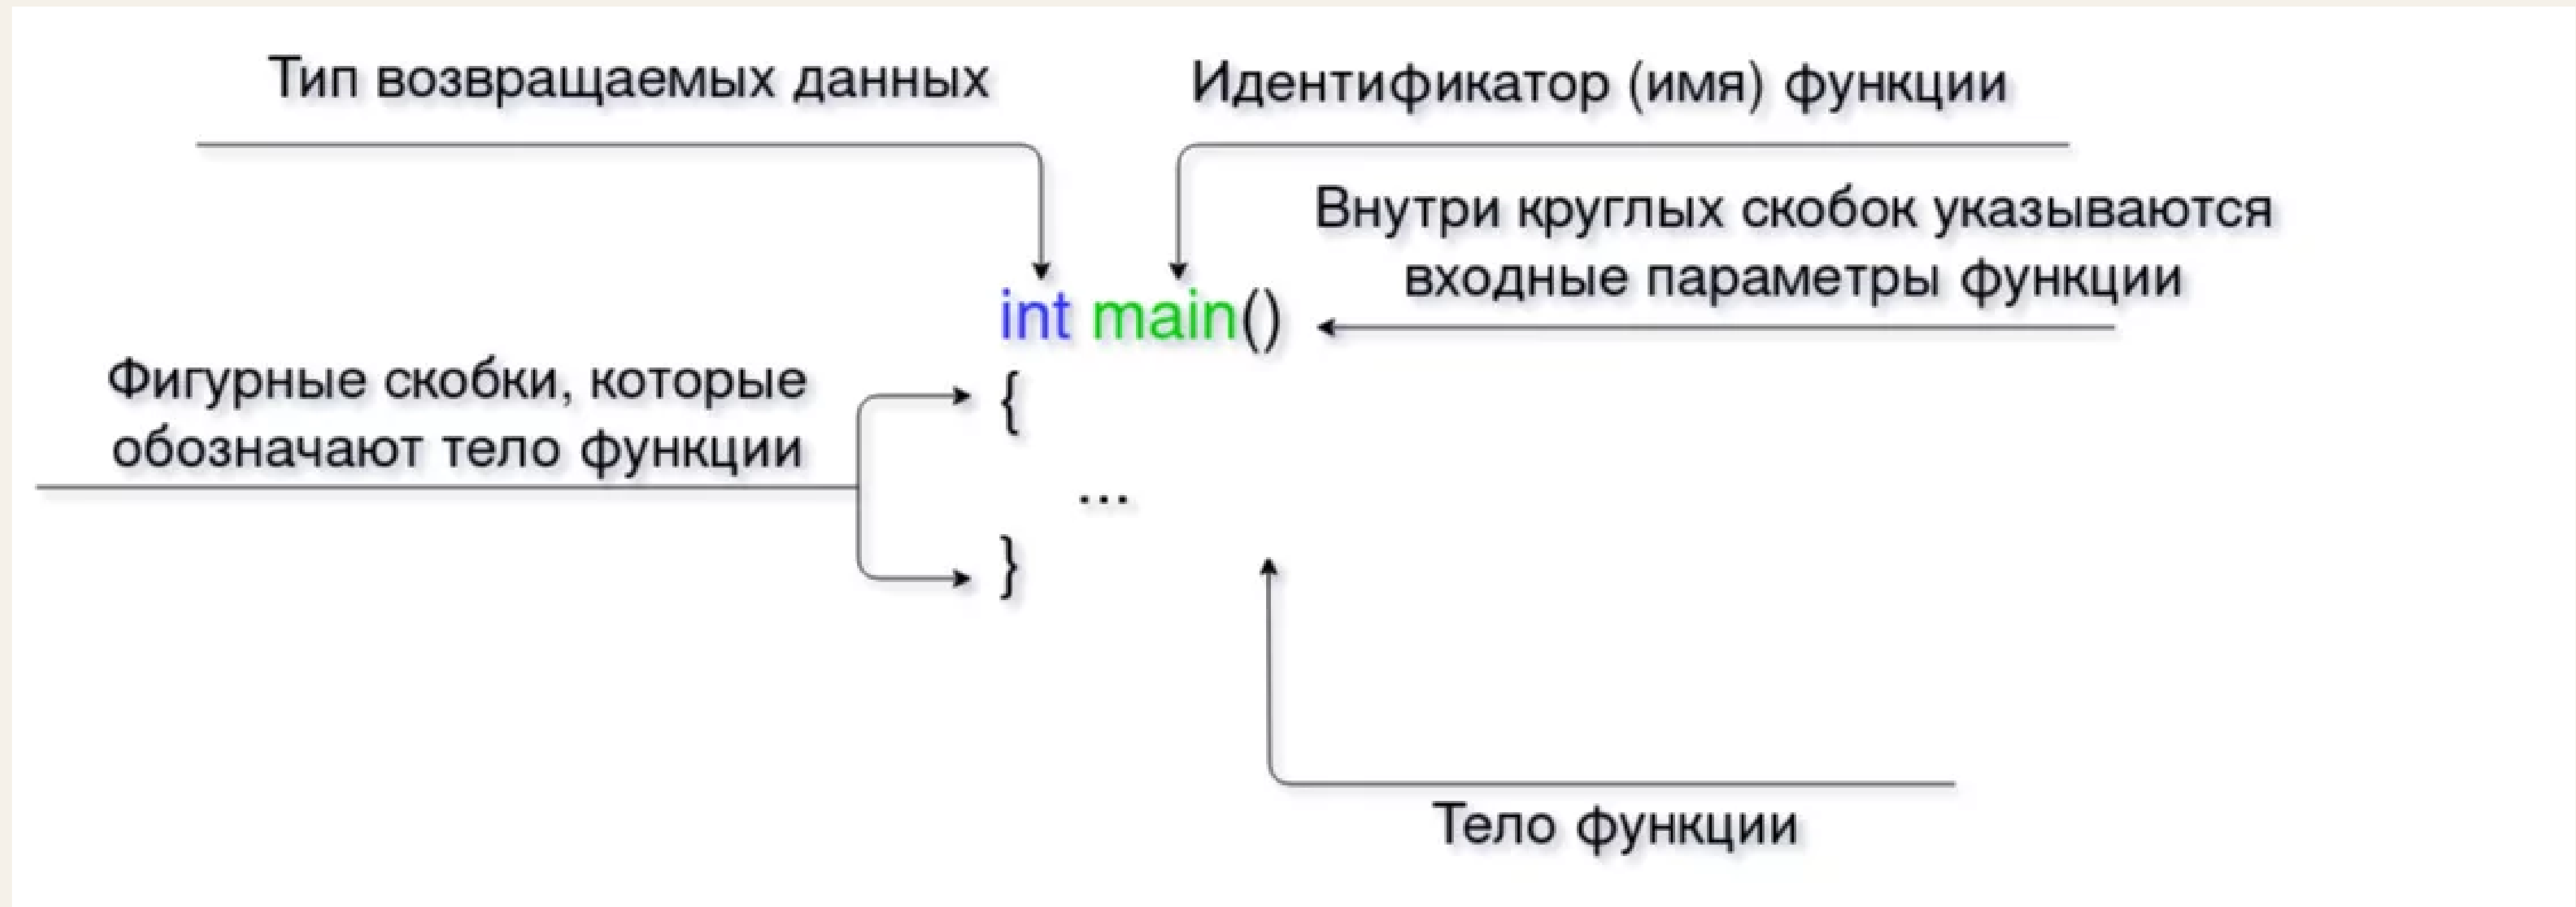 Тип возвращаемых данных
Идентификатор (имя) функции
Внутри круглых скобок указываются
входные параметры функции
int main()
Фигурные скобки, которые
обозначают тело функции
{
...
}
Тело функции